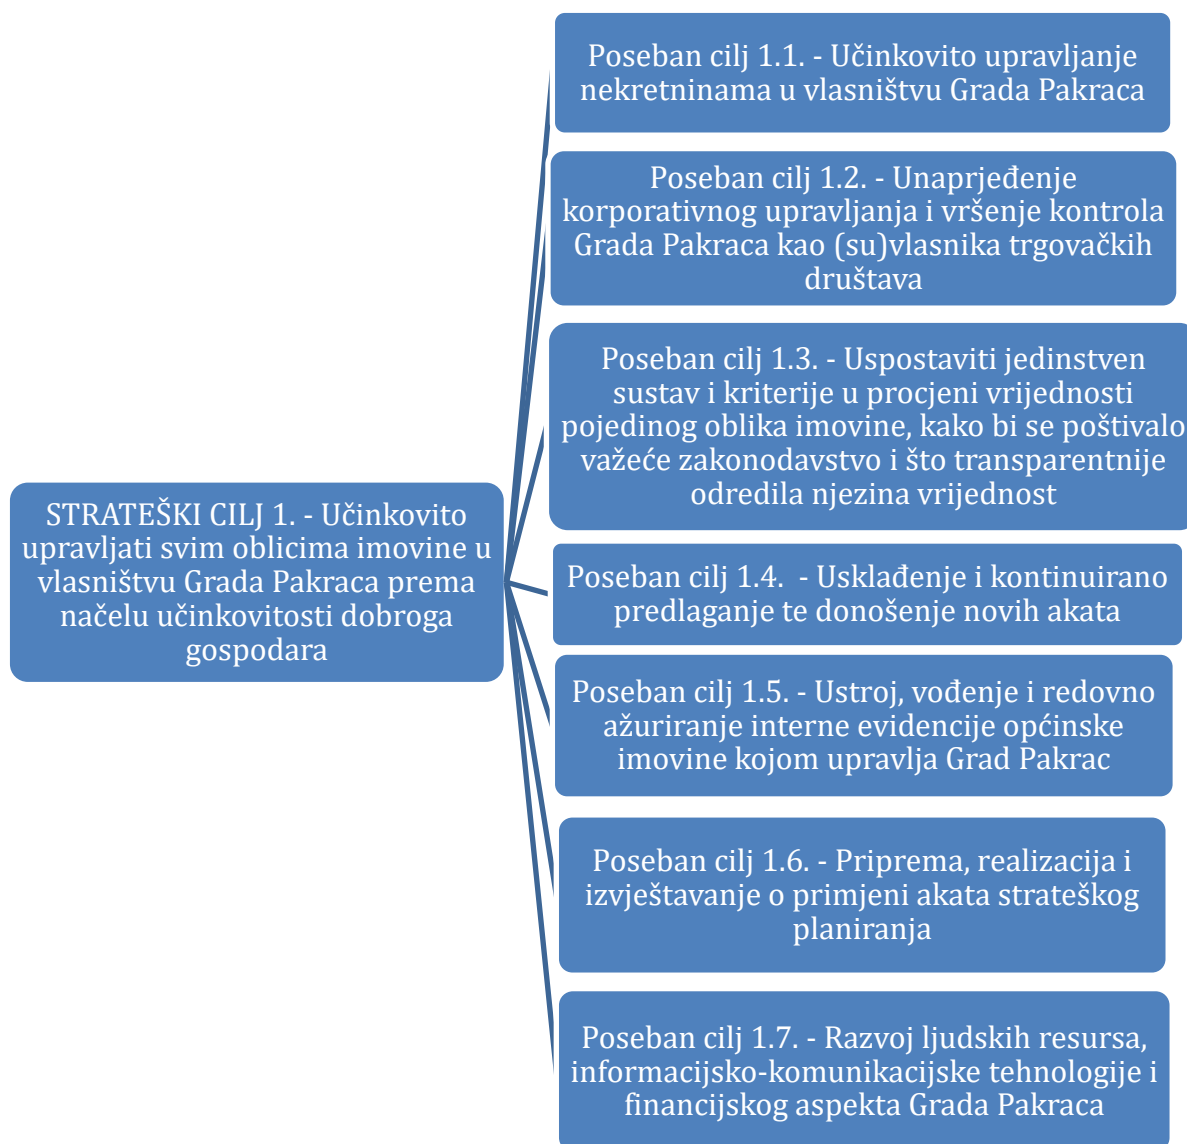 STRATEŠKI CILJ 1. - Učinkovito
upravljati svim oblicima imovine u
vlasništvu Grada Pakraca prema
načelu učinkovitosti dobroga
gospodara
Poseban cilj 1.1. - Učinkovito upravljanje
nekretninama u vlasništvu Grada Pakraca
Poseban cilj 1.2. - Unaprjeđenje
korporativnog upravljanja i vršenje kontrola
Grada Pakraca kao (su)vlasnika trgovačkih
društava
Poseban cilj 1.3. - Uspostaviti jedinstven
sustav i kriterije u procjeni vrijednosti
pojedinog oblika imovine, kako bi se poštivalo
važeće zakonodavstvo i što transparentnije
odredila njezina vrijednost
Poseban cilj 1.4.  - Usklađenje i kontinuirano
predlaganje te donošenje novih akata
Poseban cilj 1.5. - Ustroj, vođenje i redovno
ažuriranje interne evidencije općinske
imovine kojom upravlja Grad Pakrac
Poseban cilj 1.6. - Priprema, realizacija i
izvještavanje o primjeni akata strateškog
planiranja
Poseban cilj 1.7. - Razvoj ljudskih resursa,
informacijsko-komunikacijske tehnologije i
financijskog aspekta Grada Pakraca